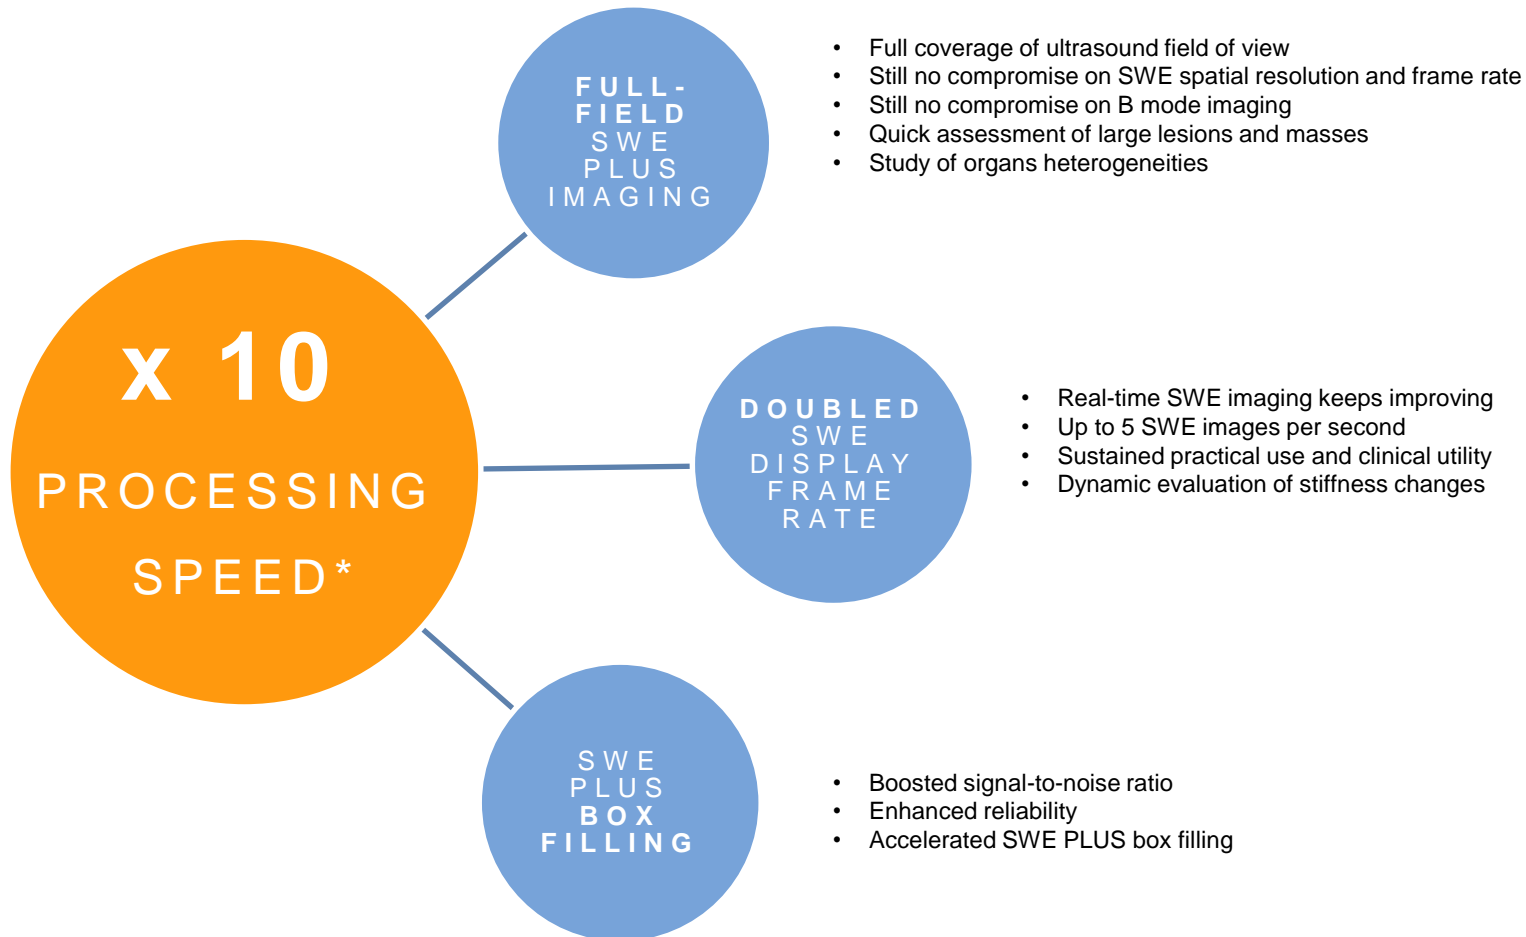 FULL-
FIELD
SWE
PLUS
IMAGING
• Full coverage of ultrasound field of view
• Still no compromise on SWE spatial resolution and frame rate
• Still no compromise on B mode imaging
• Quick assessment of large lesions and masses
• Study of organs heterogeneities
x 10
PROCESSING
SPEED*
DOUBLED
SWE
DISPLAY
FRAME
RATE
• Real-time SWE imaging keeps improving
• Up to 5 SWE images per second
• Sustained practical use and clinical utility
• Dynamic evaluation of stiffness changes
SWE
PLUS
BOX
FILLING
• Boosted signal-to-noise ratio
• Enhanced reliability
• Accelerated SWE PLUS box filling